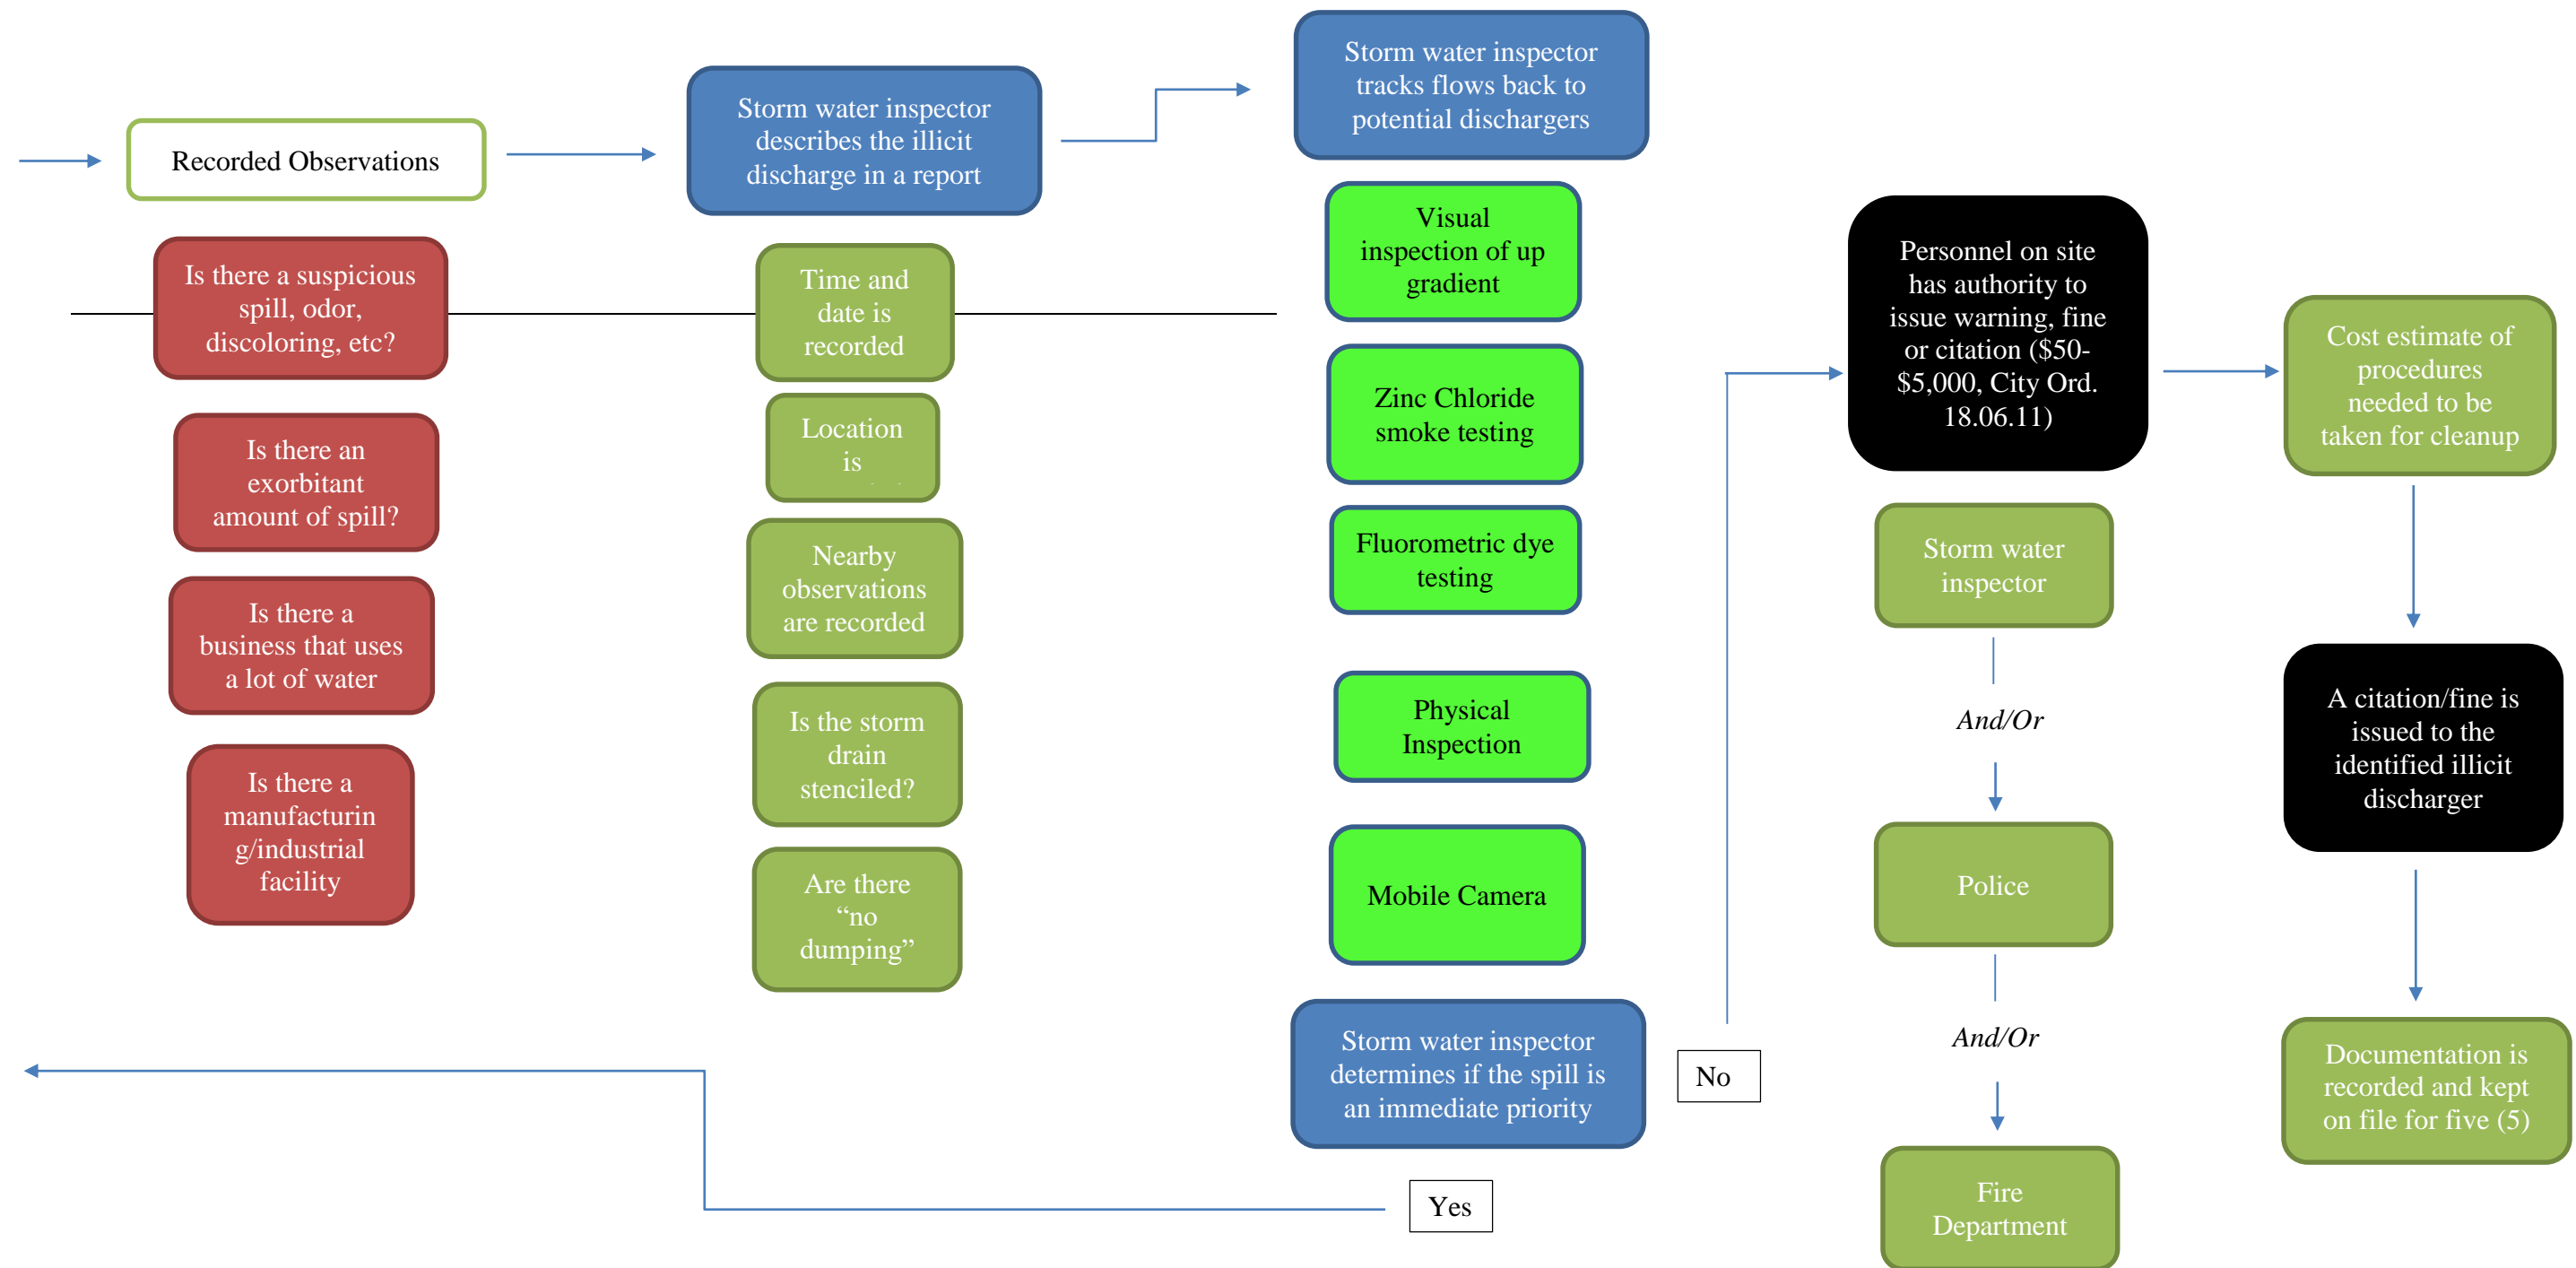 Recorded Observations
Is there a suspicious
spill, odor,
discoloring, etc?
Is there an
exorbitant
amount of spill?
Is there a
business that uses
a lot of water
Is there a
manufacturin
g/industrial
facility
Storm water inspector
describes the illicit
discharge in a report
Time and
date is
recorded
Location
is
Nearby
observations
are recorded
Is the storm
drain
stenciled?
Are there
“no
dumping”
Storm water inspector
tracks flows back to
potential dischargers
Visual
inspection of up
gradient
Zinc Chloride
smoke testing
Fluorometric dye
testing
Physical
Inspection
Mobile Camera
Storm water inspector
determines if the spill is
an immediate priority
Yes
No
Personnel on site
has authority to
issue warning, fine
or citation ($50-
$5,000, City Ord.
18.06.11)
Storm water
inspector
And/Or
Police
And/Or
Fire
Department
Cost estimate of
procedures
needed to be
taken for cleanup
A citation/fine is
issued to the
identified illicit
discharger
Documentation is
recorded and kept
on file for five (5)